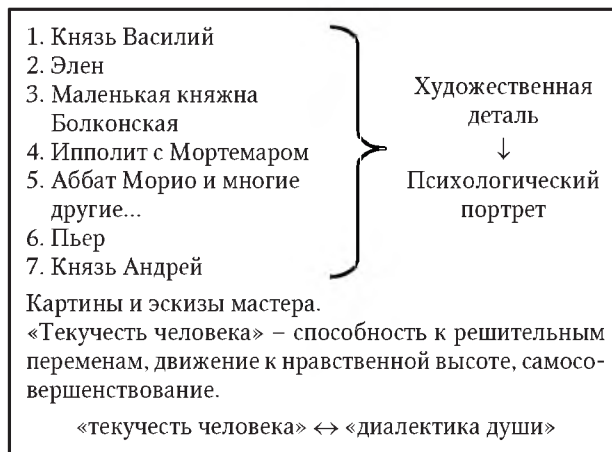 1. Князь Василий
2. Элен
3. Маленькая княжна
Болконская
4. Ипполит с Мортемаром
5. Аббат Морио и многие
другие...
6. Пьер
7. Князь Андрей
Художественная
деталь
↓
Психологический
портрет
Картины и эскизы мастера.
«Текучесть человека» – способность к решительным
переменам, движение к нравственной высоте, самосо-
вершенствование.
«текучесть человека» ↔ «диалектика души»